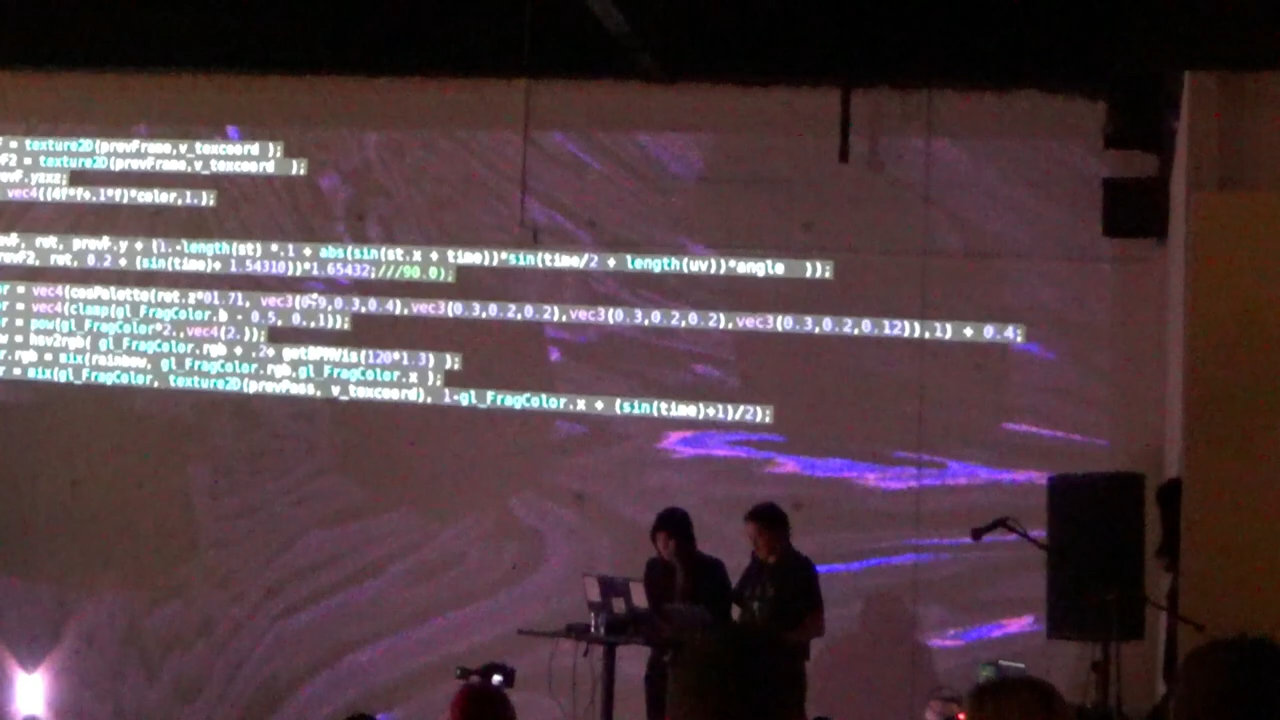 = texture2D(prevFrame,v_texcoord );
F2 = texture2D(prevFrame,v_texcoord );
evF.yzxz;
vec4((4f*f+.1*f)*color,1.);
evF, rot, prevF.y + (1.-length(st) *.1 + abs(sin(st.x + time))*sin(time/2 + length(uv))*angle ));
revF2, rot, 0.2 + (sin(time)+ 1.54310))*1.65432;///90.0);
or = vec4(cosPalette(rot.z*01.71, vec3(0.9,0.3,0.4),vec3(0.3,0.2,0.2),vec3(0.3,0.2,0.2),vec3(0.3,0.2,0.12)),1) + 0.4;
or = vec4(clamp(gl_FragColor.b - 0.5, 0.,1));
r = pow(gl_FragColor*2.,vec4(2.));
w = hsv2rgb( gl_FragColor.rgb + .2+ getBPMVis(120*1.3) );
r.rgb = mix(rainbow, gl_FragColor.rgb,gl_FragColor.x );
r = mix(gl_FragColor, texture2D(prevPass, v_texcoord), 1-gl_FragColor.x + (sin(time)+1)/2);